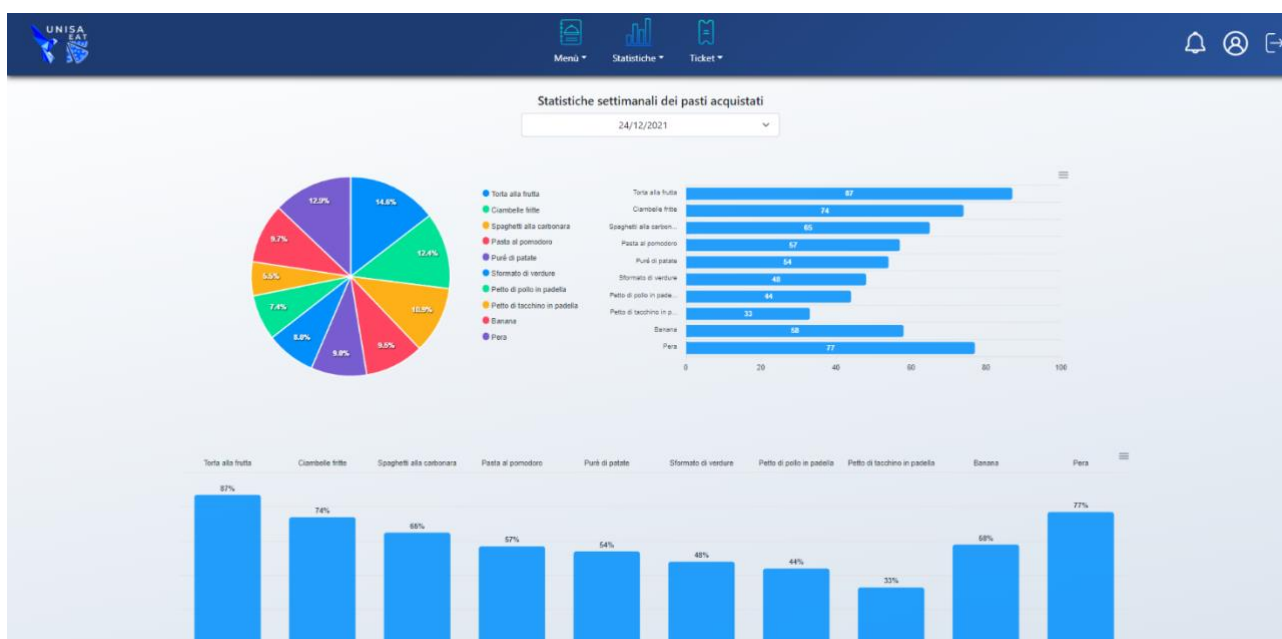 UNISA
EAT
Menù
Statistiche
Ticket
Statistiche settimanali dei pasti acquistati
24/12/2021
14.6%
12.4%
10.9%
9.5%
9.0%
8.0%
7.4%
5.5%
9.7%
12.9%
Torta alla frutta
Ciambelle fritte
Spaghetti alla carbonara
Pasta al pomodoro
Purè di patate
Sformato di verdure
Petto di pollo in padella
Petto di tacchino in padella
Banana
Pera
Torta alla frutta 87
Ciambelle fritte 74
Spaghetti alla carbon... 65
Pasta al pomodoro 57
Purè di patate 54
Sformato di verdure 48
Petto di pollo in pade... 44
Petto di tacchino in p... 33
Banana 58
Pera 77
0 20 40 60 80 100
Torta alla frutta Ciambelle fritte Spaghetti alla carbonara Pasta al pomodoro Purè di patate Sformato di verdure Petto di pollo in padella Petto di tacchino in padella Banana Pera
87% 74% 65% 57% 54% 48% 44% 33% 58% 77%